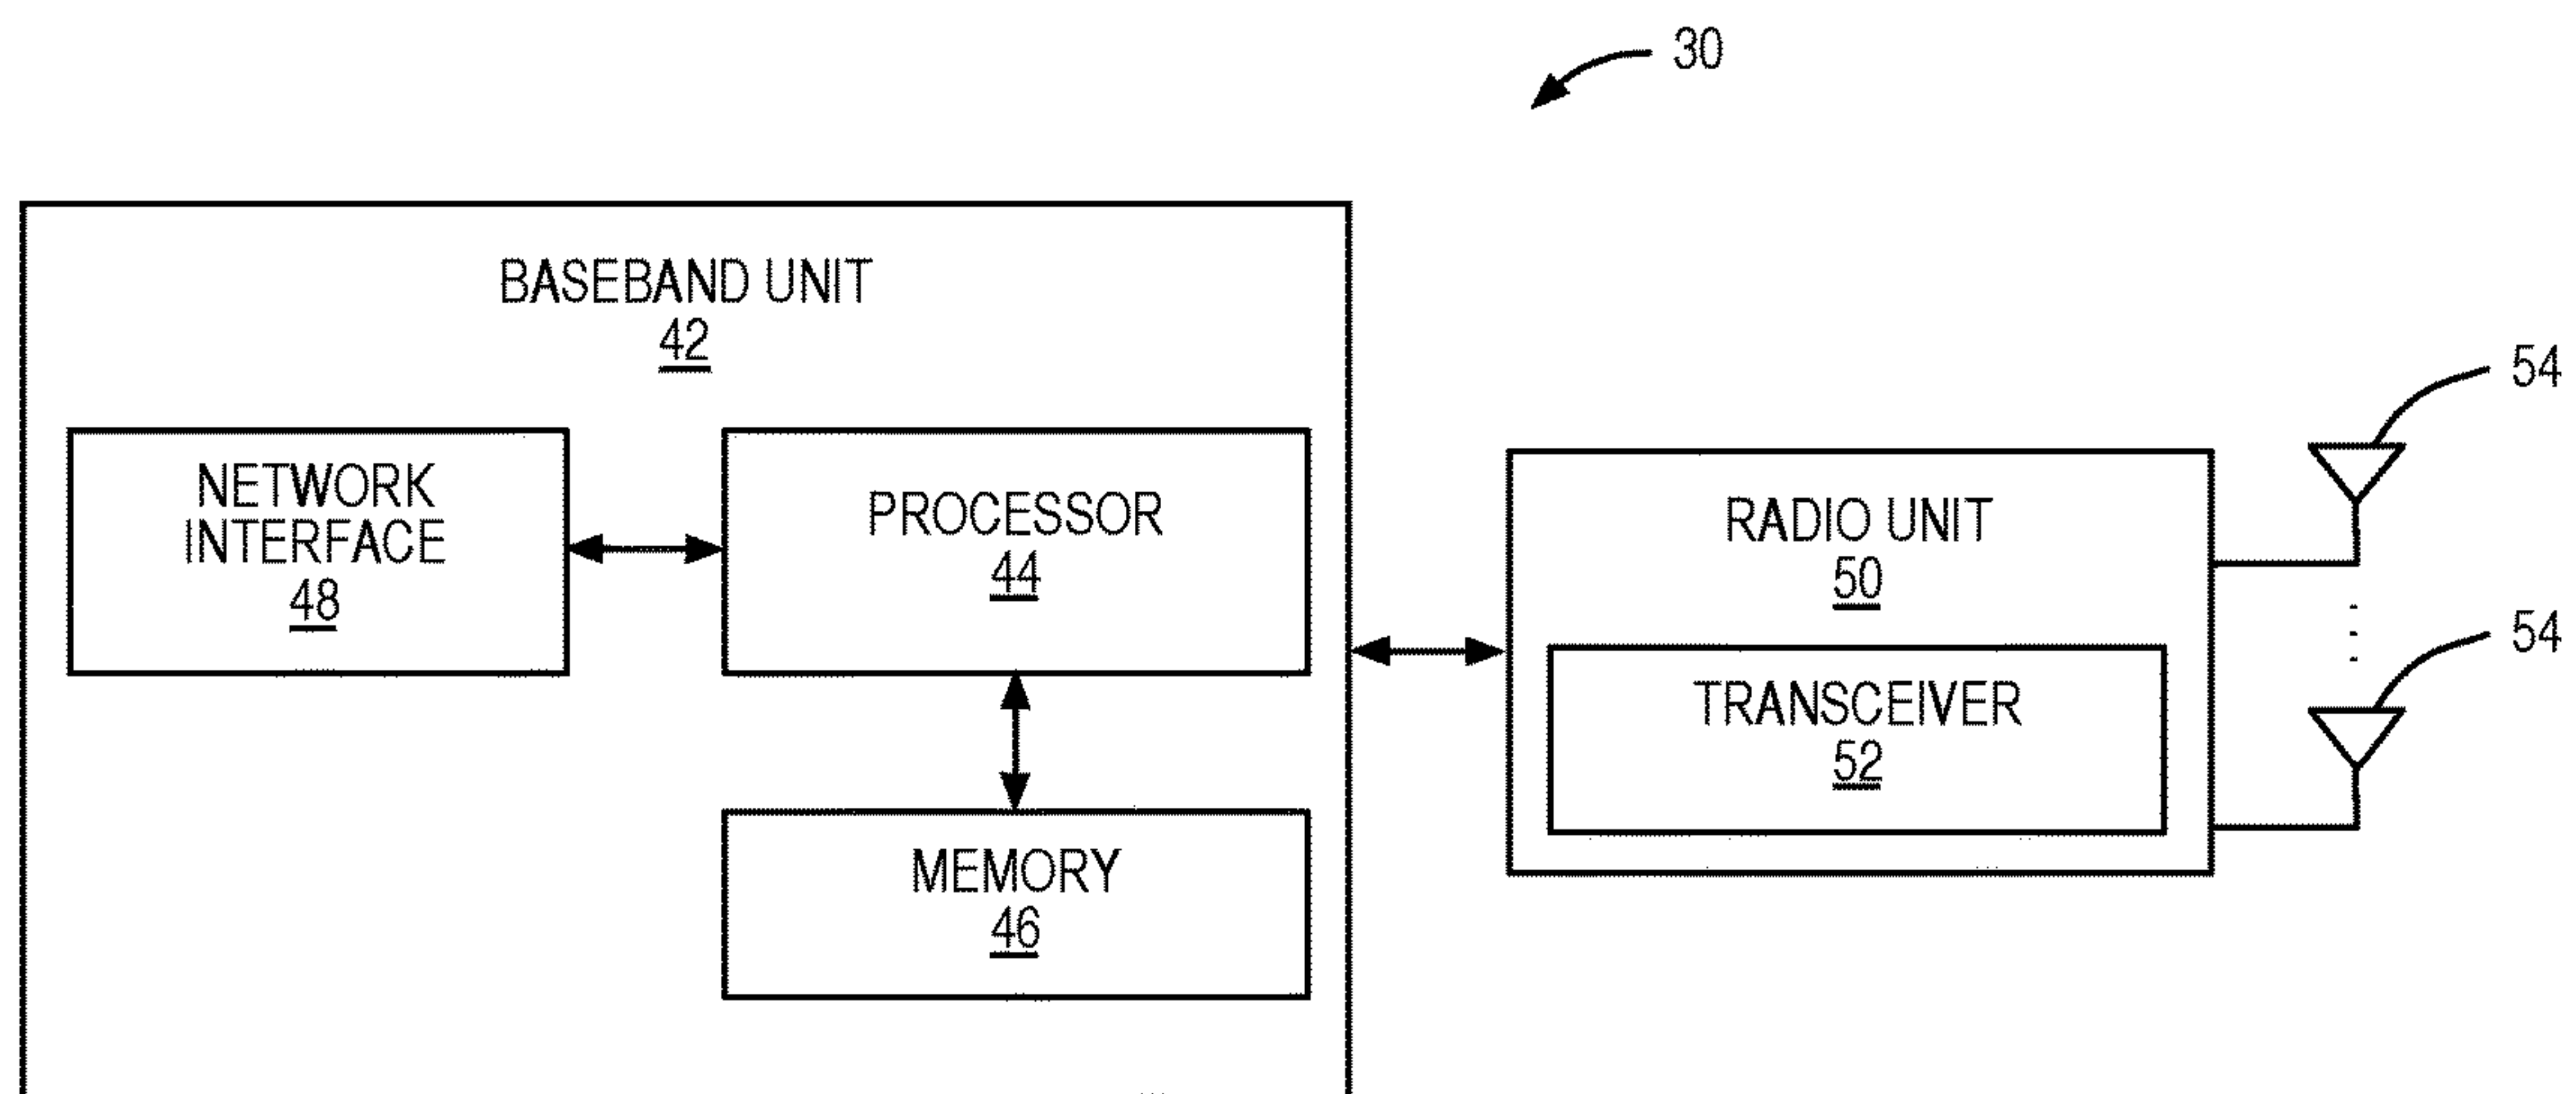 30
BASEBAND UNIT
42
54
NETWORK
INTERFACE
48
PROCESSOR
44
RADIO UNIT
50
54
TRANSCEIVER
52
MEMORY
46